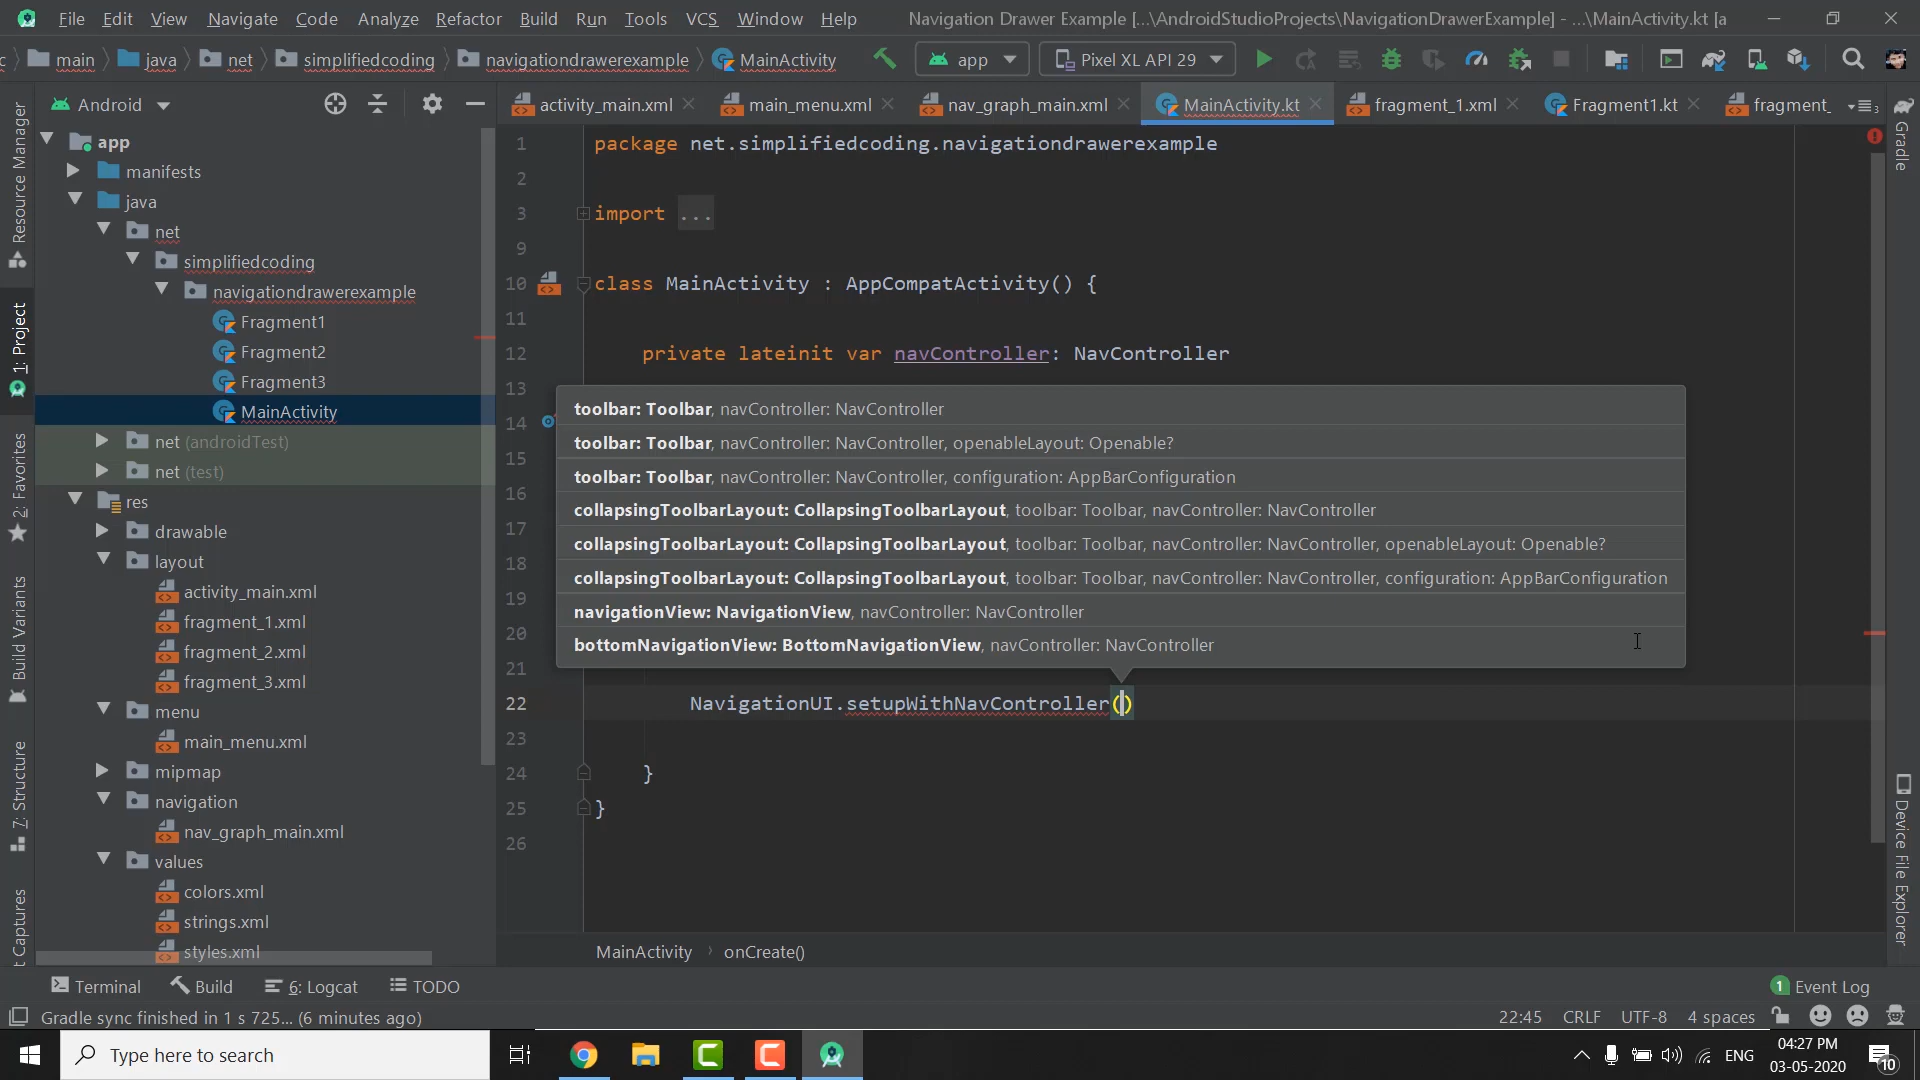 File Edit View Navigate Code Analyze Refactor Build Run Tools VCS Window Help Navigation Drawer Example [...\AndroidStudioProjects\NavigationDrawerExample] - ...\MainActivity.kt [a
c main java net simplifiedcoding navigationdrawerexample MainActivity app Pixel XL API 29
Android activity_main.xml main_menu.xml nav_graph_main.xml MainActivity.kt fragment_1.xml Fragment1.kt fragment_ 3
Resource Manager
1: Project
2: Favorites
Build Variants
7: Structure
t Captures
app
manifests
java
net
simplifiedcoding
navigationdrawerexample
Fragment1
Fragment2
Fragment3
MainActivity
net (androidTest)
net (test)
res
drawable
layout
activity_main.xml
fragment_1.xml
fragment_2.xml
fragment_3.xml
menu
main_menu.xml
mipmap
navigation
nav_graph_main.xml
values
colors.xml
strings.xml
styles.xml
1 package net.simplifiedcoding.navigationdrawerexample
2
3 import ...
9
10 class MainActivity : AppCompatActivity() {
11
12 private lateinit var navController: NavController
13
14
15
16
17
18
19
20
21
toolbar: Toolbar, navController: NavController
toolbar: Toolbar, navController: NavController, openableLayout: Openable?
toolbar: Toolbar, navController: NavController, configuration: AppBarConfiguration
collapsingToolbarLayout: CollapsingToolbarLayout, toolbar: Toolbar, navController: NavController
collapsingToolbarLayout: CollapsingToolbarLayout, toolbar: Toolbar, navController: NavController, openableLayout: Openable?
collapsingToolbarLayout: CollapsingToolbarLayout, toolbar: Toolbar, navController: NavController, configuration: AppBarConfiguration
navigationView: NavigationView, navController: NavController
bottomNavigationView: BottomNavigationView, navController: NavController
22 NavigationUI.setupWithNavController()
23
24 }
25 }
26
MainActivity onCreate()
Gradle
Device File Explorer
Terminal Build 6: Logcat TODO 1 Event Log
Gradle sync finished in 1 s 725... (6 minutes ago) 22:45 CRLF UTF-8 4 spaces
Type here to search ENG 04:27 PM
03-05-2020 10